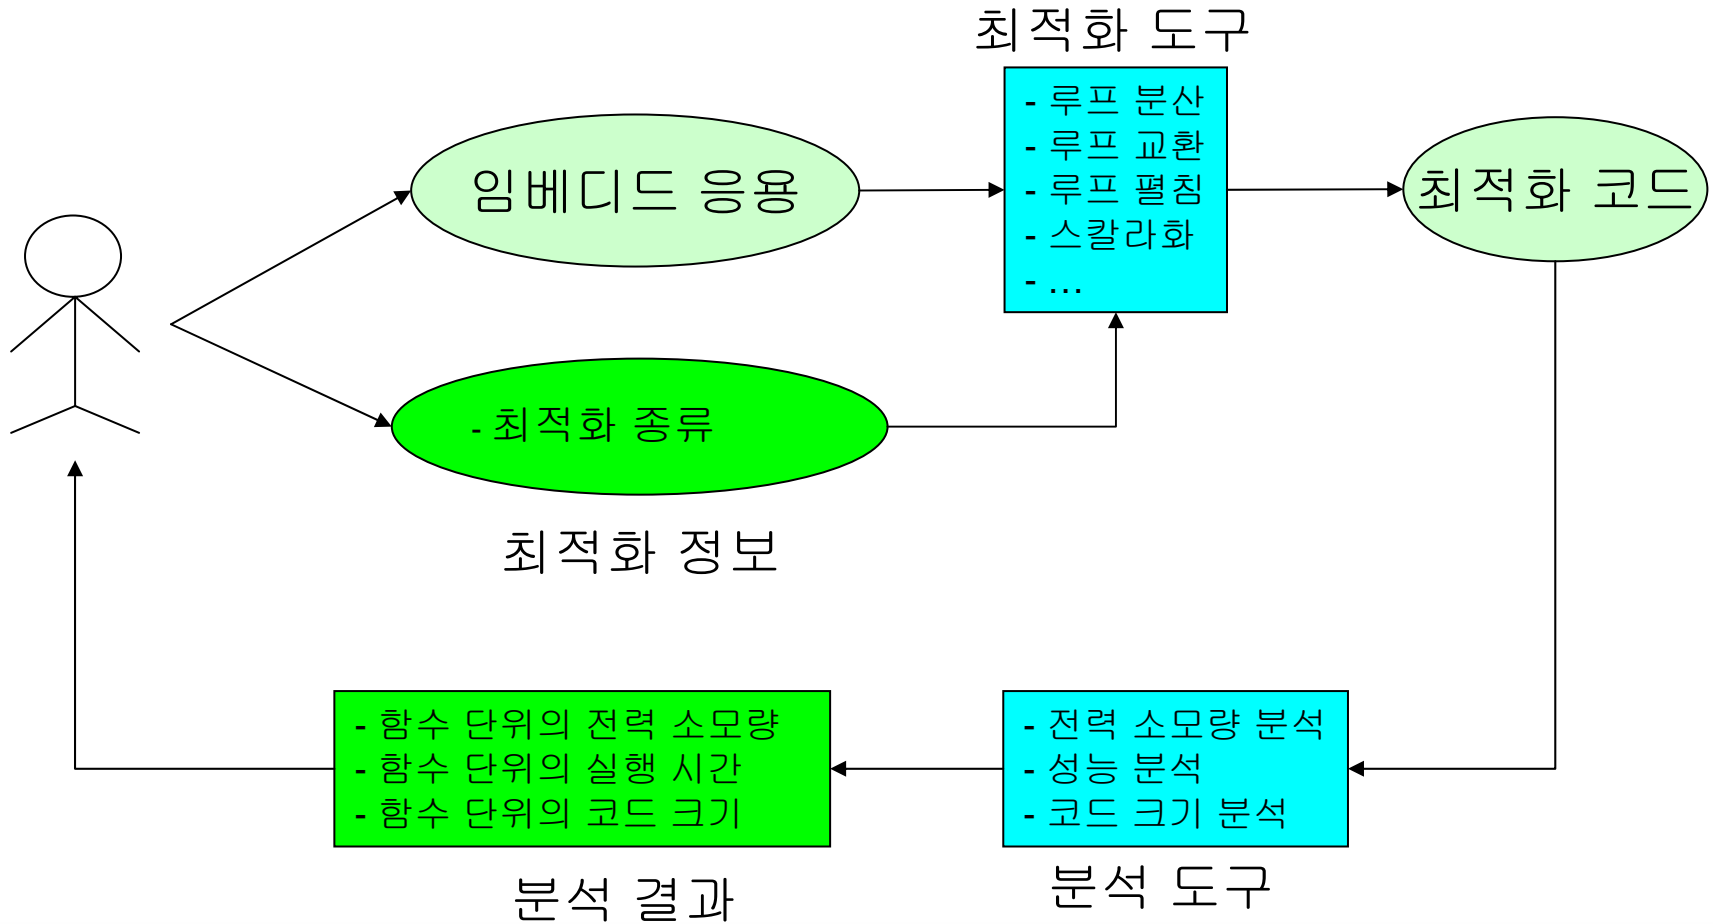 최적화 도구
- 루프 분산
- 루프 교환
- 루프 펼침
- 스칼라화
- ...
임베디드 응용
최적화 코드
- 최적화 종류
최적화 정보
- 함수 단위의 전력 소모량
- 함수 단위의 실행 시간
- 함수 단위의 코드 크기
분석 결과
- 전력 소모량 분석
- 성능 분석
- 코드 크기 분석
분석 도구